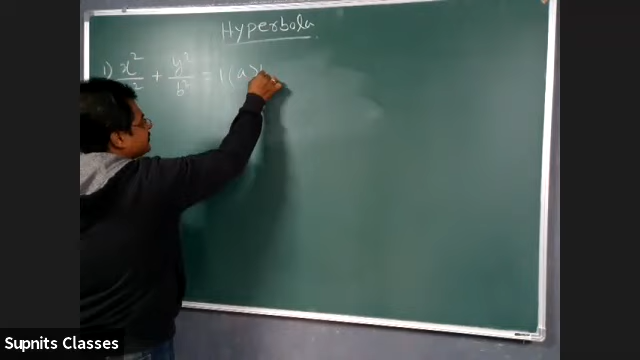 Hyperbola
1) x²/a² + y²/b² = 1 (a>
Supnits Classes